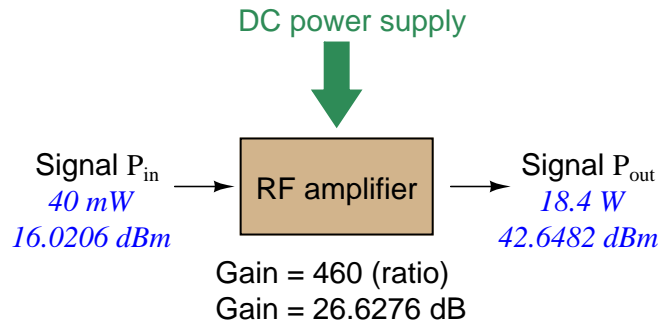 DC power supply
Signal Pin
40 mW
16.0206 dBm
RF amplifier
Signal Pout
18.4 W
42.6482 dBm
Gain = 460 (ratio)
Gain = 26.6276 dB